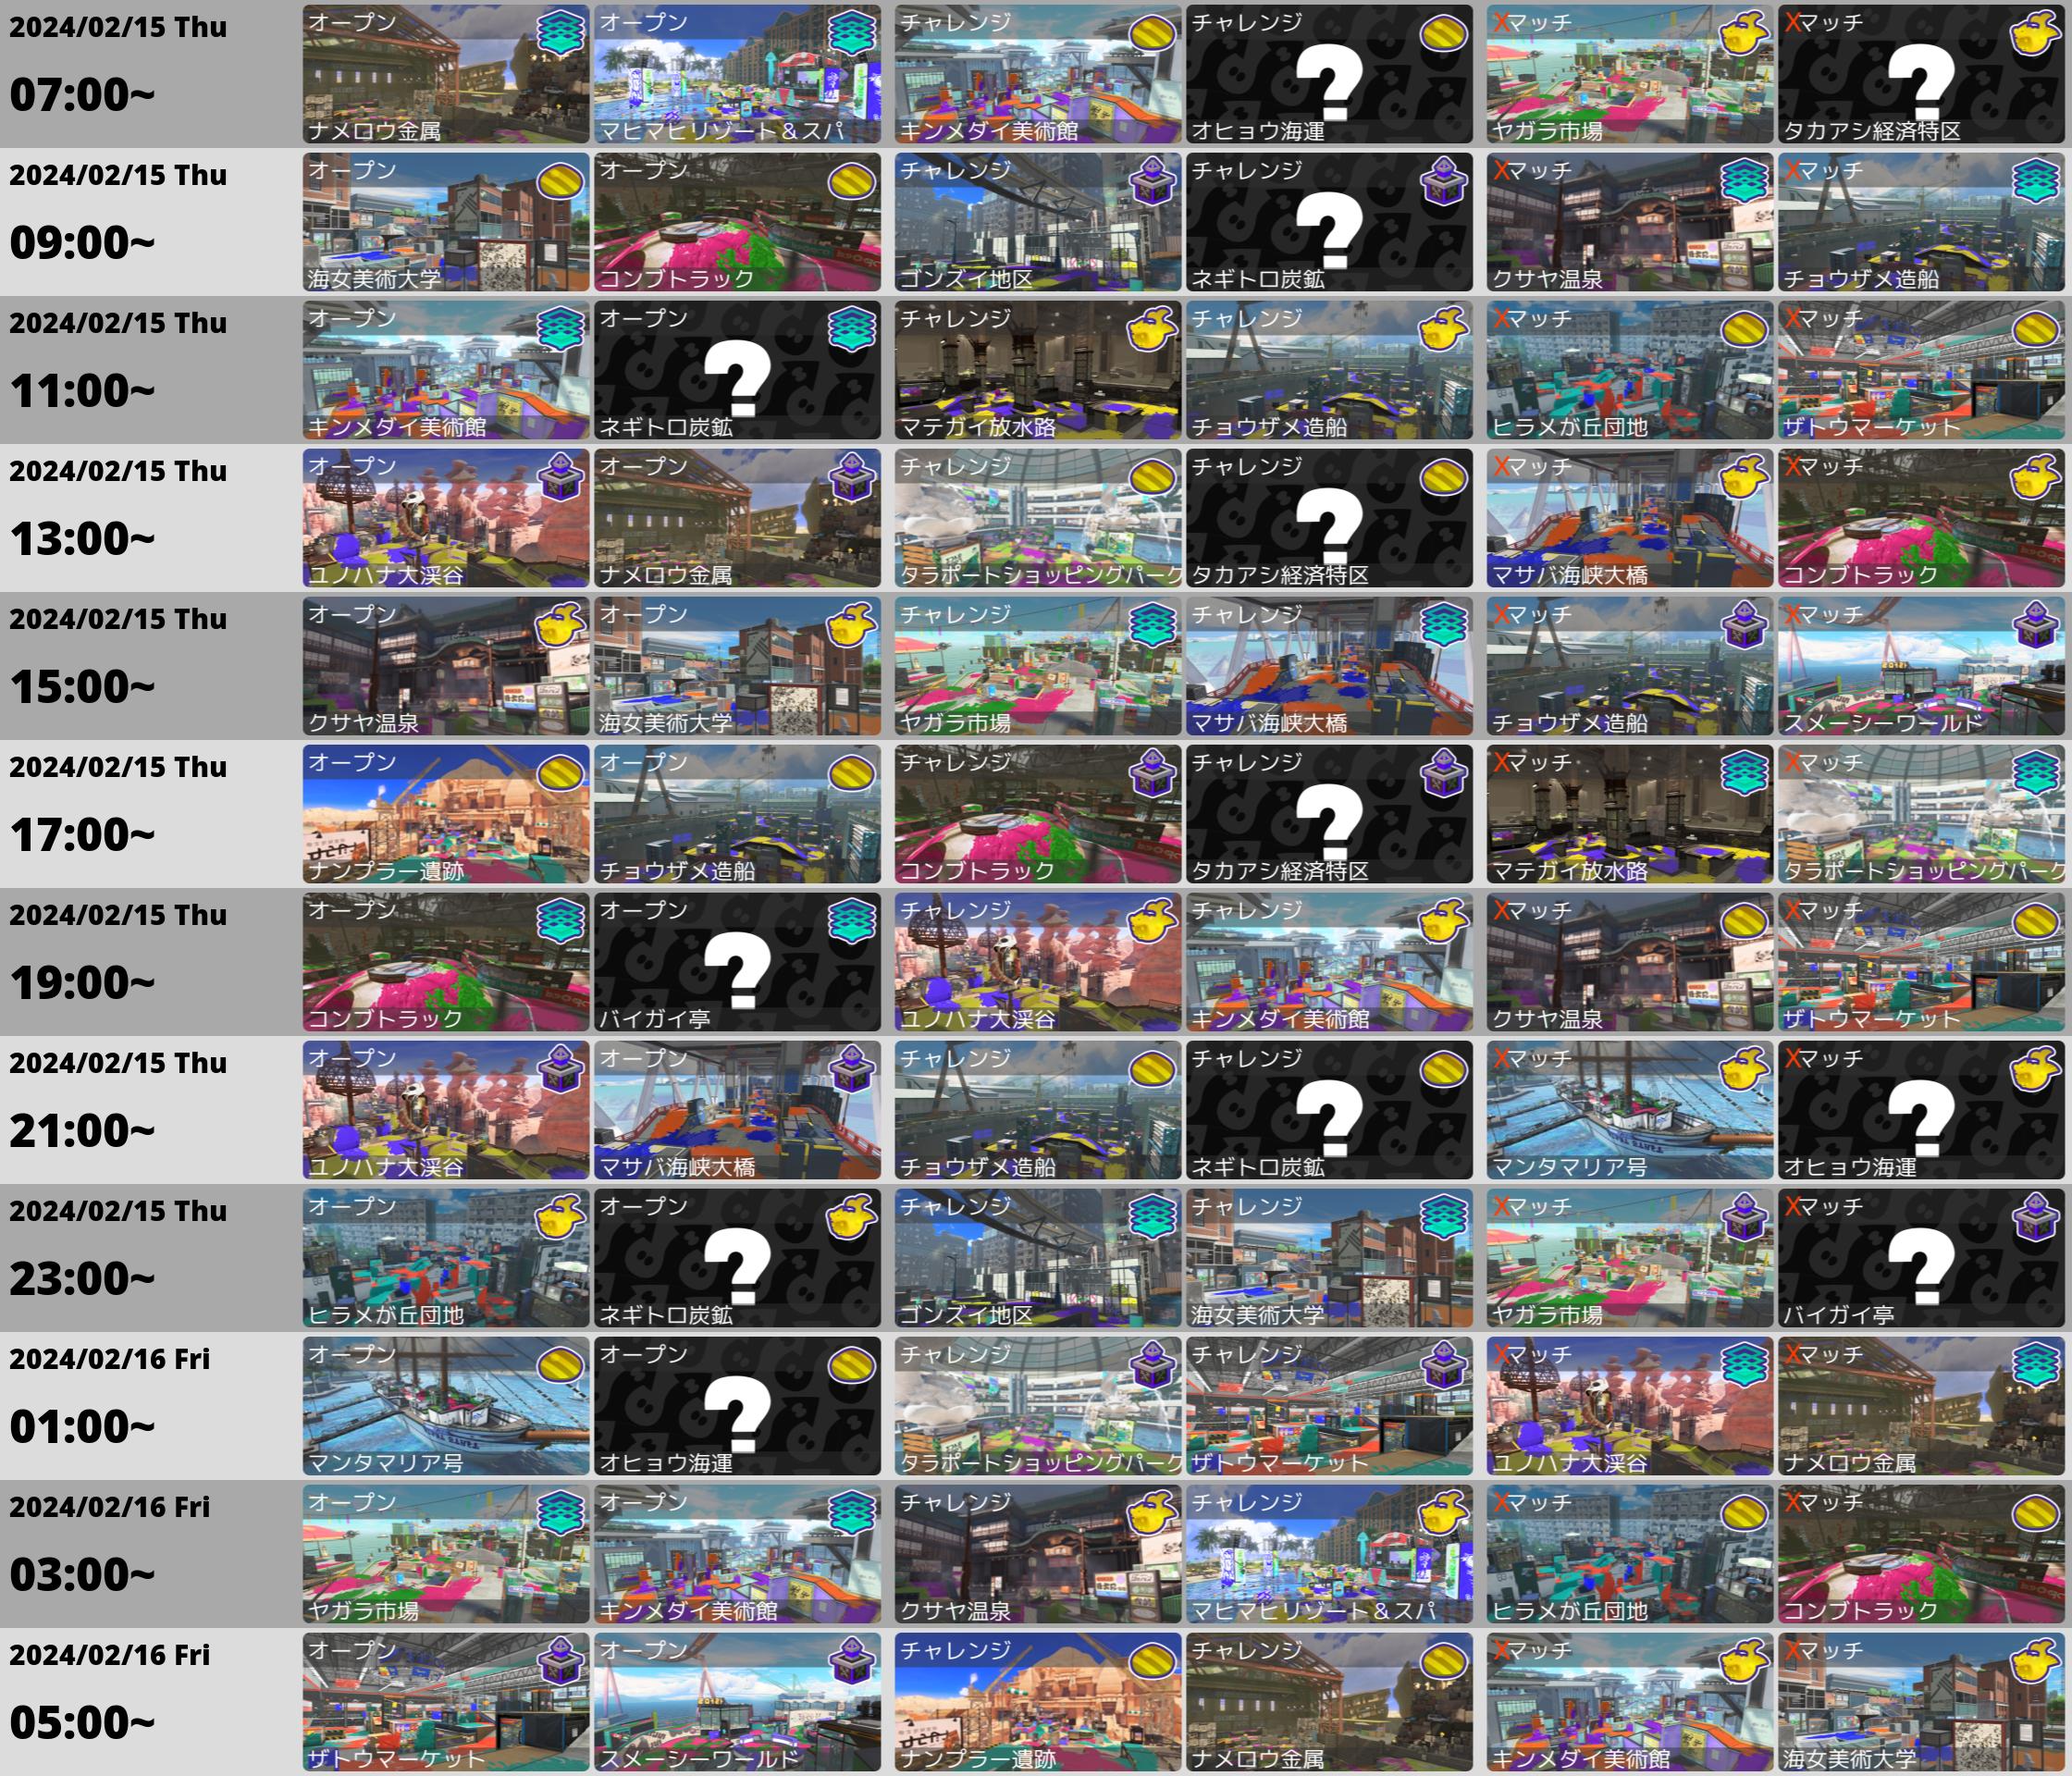 2024/02/15 Thu
07:00~
オープン
ナメロウ金属
オープン
マヒマヒリゾート&スパ
チャレンジ
キンメダイ美術館
チャレンジ
オヒョウ海運
Xマッチ
ヤガラ市場
Xマッチ
タカアシ経済特区
2024/02/15 Thu
09:00~
オープン
海女美術大学
オープン
コンブトラック
チャレンジ
ゴンズイ地区
チャレンジ
ネギトロ炭鉱
Xマッチ
クサヤ温泉
Xマッチ
チョウザメ造船
2024/02/15 Thu
11:00~
オープン
キンメダイ美術館
オープン
ネギトロ炭鉱
チャレンジ
マテガイ放水路
チャレンジ
チョウザメ造船
Xマッチ
ヒラメが丘団地
Xマッチ
ザトウマーケット
2024/02/15 Thu
13:00~
オープン
ユノハナ大渓谷
オープン
ナメロウ金属
チャレンジ
タラポートショッピングパーク
チャレンジ
タカアシ経済特区
Xマッチ
マサバ海峡大橋
Xマッチ
コンブトラック
2024/02/15 Thu
15:00~
オープン
クサヤ温泉
オープン
海女美術大学
チャレンジ
ヤガラ市場
チャレンジ
マサバ海峡大橋
Xマッチ
チョウザメ造船
Xマッチ
スメーシーワールド
2024/02/15 Thu
17:00~
オープン
ナンプラー遺跡
オープン
チョウザメ造船
チャレンジ
コンブトラック
チャレンジ
タカアシ経済特区
Xマッチ
マテガイ放水路
Xマッチ
タラポートショッピングパーク
2024/02/15 Thu
19:00~
オープン
コンブトラック
オープン
バイガイ亭
チャレンジ
ユノハナ大渓谷
チャレンジ
キンメダイ美術館
Xマッチ
クサヤ温泉
Xマッチ
ザトウマーケット
2024/02/15 Thu
21:00~
オープン
ユノハナ大渓谷
オープン
マサバ海峡大橋
チャレンジ
チョウザメ造船
チャレンジ
ネギトロ炭鉱
Xマッチ
マンタマリア号
Xマッチ
オヒョウ海運
2024/02/15 Thu
23:00~
オープン
ヒラメが丘団地
オープン
ネギトロ炭鉱
チャレンジ
ゴンズイ地区
チャレンジ
海女美術大学
Xマッチ
ヤガラ市場
Xマッチ
バイガイ亭
2024/02/16 Fri
01:00~
オープン
マンタマリア号
オープン
オヒョウ海運
チャレンジ
タラポートショッピングパーク
チャレンジ
ザトウマーケット
Xマッチ
ユノハナ大渓谷
Xマッチ
ナメロウ金属
2024/02/16 Fri
03:00~
オープン
ヤガラ市場
オープン
キンメダイ美術館
チャレンジ
クサヤ温泉
チャレンジ
マヒマヒリゾート&スパ
Xマッチ
ヒラメが丘団地
Xマッチ
コンブトラック
2024/02/16 Fri
05:00~
オープン
ザトウマーケット
オープン
スメーシーワールド
チャレンジ
ナンプラー遺跡
チャレンジ
ナメロウ金属
Xマッチ
キンメダイ美術館
Xマッチ
海女美術大学